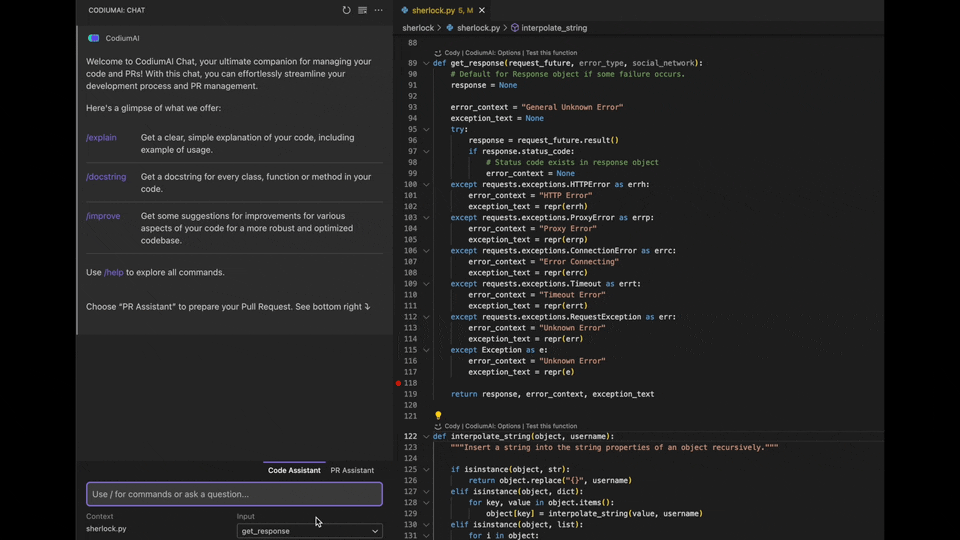 CODIUMAI: CHAT
CodiumAI
Welcome to CodiumAI Chat, your ultimate companion for managing your
code and PRs! With this chat, you can effortlessly streamline your
development process and PR management.
Here's a glimpse of what we offer:
/explain Get a clear, simple explanation of your code, including
example of usage.
/docstring Get a docstring for every class, function or method in your
code.
/improve Get some suggestions for improvements for various
aspects of your code for a more robust and optimized
codebase.
Use /help to explore all commands.
Choose “PR Assistant” to prepare your Pull Request. See bottom right ⤵
Code Assistant PR Assistant
Use / for commands or ask a question...
Context Input
sherlock.py get_response
sherlock.py 5, M
sherlock > sherlock.py > interpolate_string
88
Cody | CodiumAI: Options | Test this function
89 def get_response(request_future, error_type, social_network):
90 # Default for Response object if some failure occurs.
91 response = None
92
93 error_context = "General Unknown Error"
94 exception_text = None
95 try:
96 response = request_future.result()
97 if response.status_code:
98 # Status code exists in response object
99 error_context = None
100 except requests.exceptions.HTTPError as errh:
101 error_context = "HTTP Error"
102 exception_text = repr(errh)
103 except requests.exceptions.ProxyError as errp:
104 error_context = "Proxy Error"
105 exception_text = repr(errp)
106 except requests.exceptions.ConnectionError as errc:
107 error_context = "Error Connecting"
108 exception_text = repr(errc)
109 except requests.exceptions.Timeout as errt:
110 error_context = "Timeout Error"
111 exception_text = repr(errt)
112 except requests.exceptions.RequestException as err:
113 error_context = "Unknown Error"
114 exception_text = repr(err)
115 except Exception as e:
116 error_context = "Unknown Error"
117 exception_text = repr(e)
118
119 return response, error_context, exception_text
120
121
Cody | CodiumAI: Options | Test this function
122 def interpolate_string(object, username):
123 """Insert a string into the string properties of an object recursively."""
124
125 if isinstance(object, str):
126 return object.replace("{}", username)
127 elif isinstance(object, dict):
128 for key, value in object.items():
129 object[key] = interpolate_string(value, username)
130 elif isinstance(object, list):
131 for i in object: